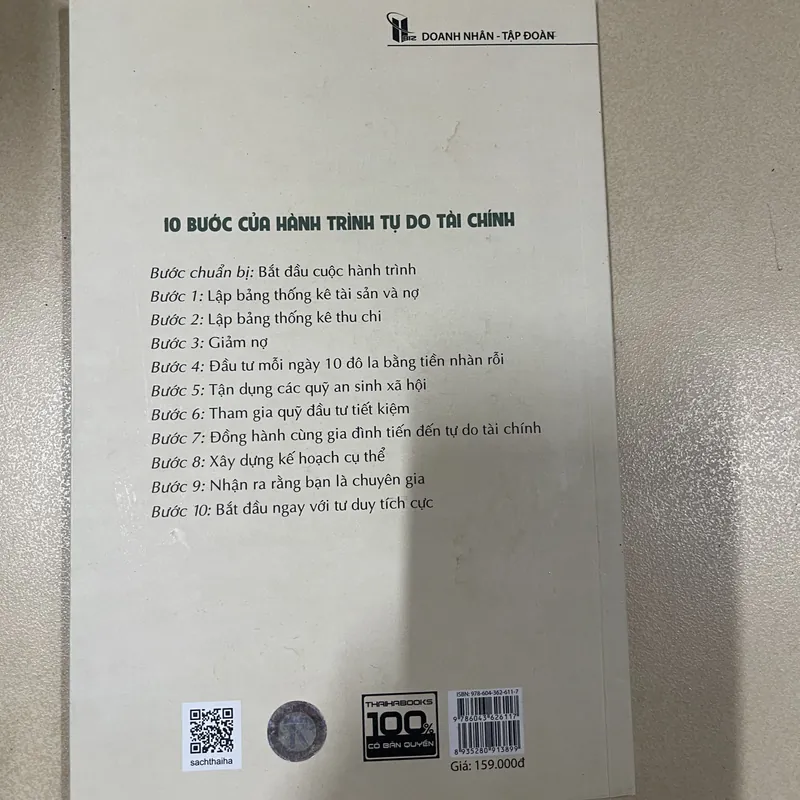 DOANH NHÂN - TẬP ĐOÀN
10 BƯỚC CỦA HÀNH TRÌNH TỰ DO TÀI CHÍNH
Bước chuẩn bị: Bắt đầu cuộc hành trình
Bước 1: Lập bảng thống kê tài sản và nợ
Bước 2: Lập bảng thống kê thu chi
Bước 3: Giảm nợ
Bước 4: Đầu tư mỗi ngày 10 đô la bằng tiền nhàn rỗi
Bước 5: Tận dụng các quỹ an sinh xã hội
Bước 6: Tham gia quỹ đầu tư tiết kiệm
Bước 7: Đồng hành cùng gia đình tiến đến tự do tài chính
Bước 8: Xây dựng kế hoạch cụ thể
Bước 9: Nhận ra rằng bạn là chuyên gia
Bước 10: Bắt đầu ngay với tư duy tích cực
sachthaiha
THAIHABOOKS
100%
CÓ BẢN QUYỀN
ISBN: 978-604-362-611-7
9 786043 626117
8 935280 913899
Giá: 159.000đ